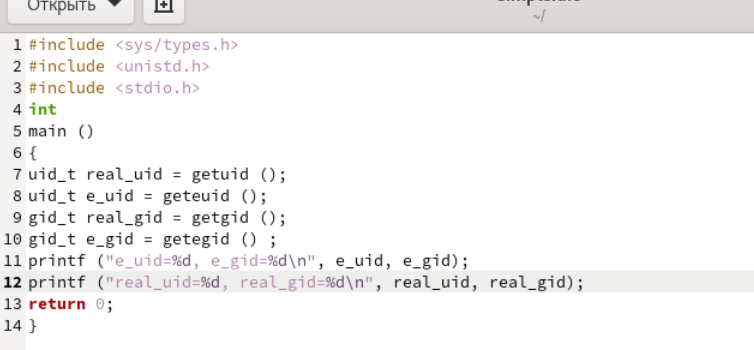 Открыть
~/
1 #include <sys/types.h>
2 #include <unistd.h>
3 #include <stdio.h>
4 int
5 main ()
6 {
7 uid_t real_uid = getuid ();
8 uid_t e_uid = geteuid ();
9 gid_t real_gid = getgid ();
10 gid_t e_gid = getegid () ;
11 printf ("e_uid=%d, e_gid=%d\n", e_uid, e_gid);
12 printf ("real_uid=%d, real_gid=%d\n", real_uid, real_gid);
13 return 0;
14 }